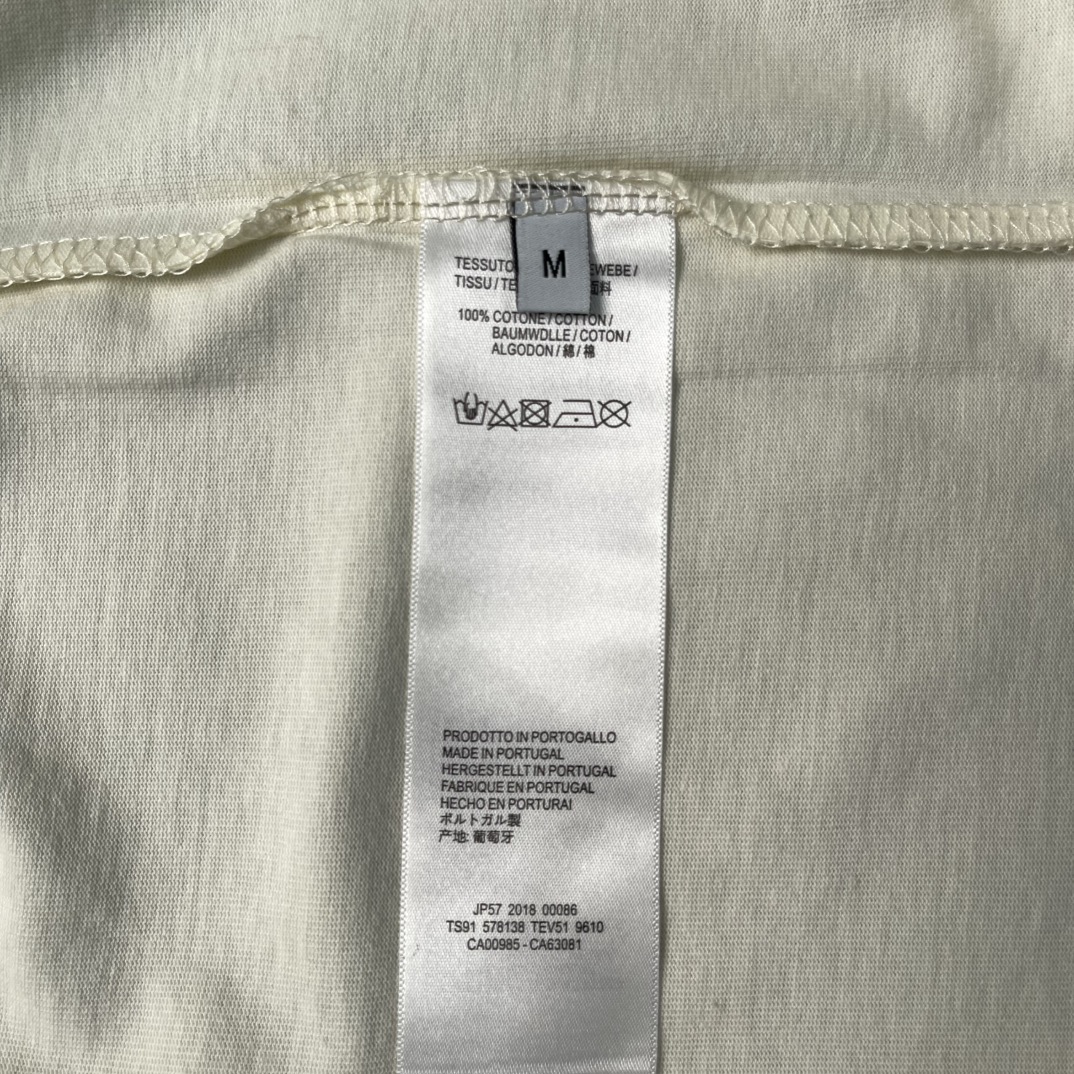 M
TESSUTO EWEBE /
TISSU / TE 料
100% COTONE / COTTON /
BAUMWDLLE / COTON /
ALGODON / 綿 / 棉
PRODOTTO IN PORTOGALLO
MADE IN PORTUGAL
HERGESTELLT IN PORTUGAL
FABRIQUE EN PORTUGAL
HECHO EN PORTURAI
ポルトガル製
产地: 葡萄牙
JP57 2018 00086
TS91 578138 TEV51 9610
CA00985 - CA63081